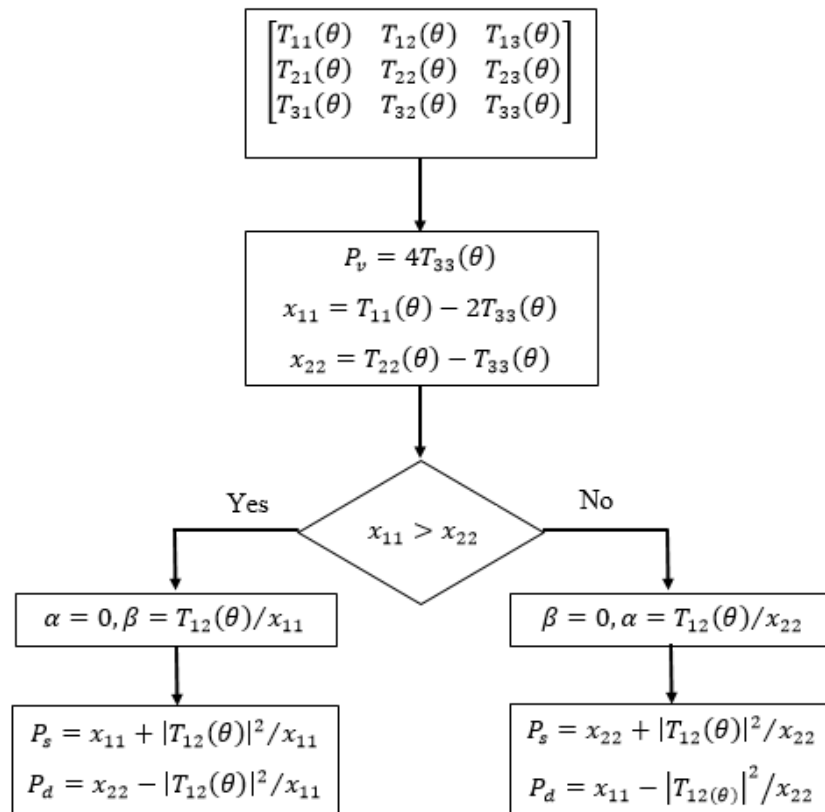 [T₁₁(θ) T₁₂(θ) T₁₃(θ)]
[T₂₁(θ) T₂₂(θ) T₂₃(θ)]
[T₃₁(θ) T₃₂(θ) T₃₃(θ)]
Pᵥ = 4T₃₃(θ)
x₁₁ = T₁₁(θ) − 2T₃₃(θ)
x₂₂ = T₂₂(θ) − T₃₃(θ)
Yes
No
x₁₁ > x₂₂
α = 0, β = T₁₂(θ)/x₁₁
β = 0, α = T₁₂(θ)/x₂₂
Pₛ = x₁₁ + |T₁₂(θ)|²/x₁₁
P_d = x₂₂ − |T₁₂(θ)|²/x₁₁
Pₛ = x₂₂ + |T₁₂(θ)|²/x₂₂
P_d = x₁₁ − |T₁₂₍θ₎|²/x₂₂